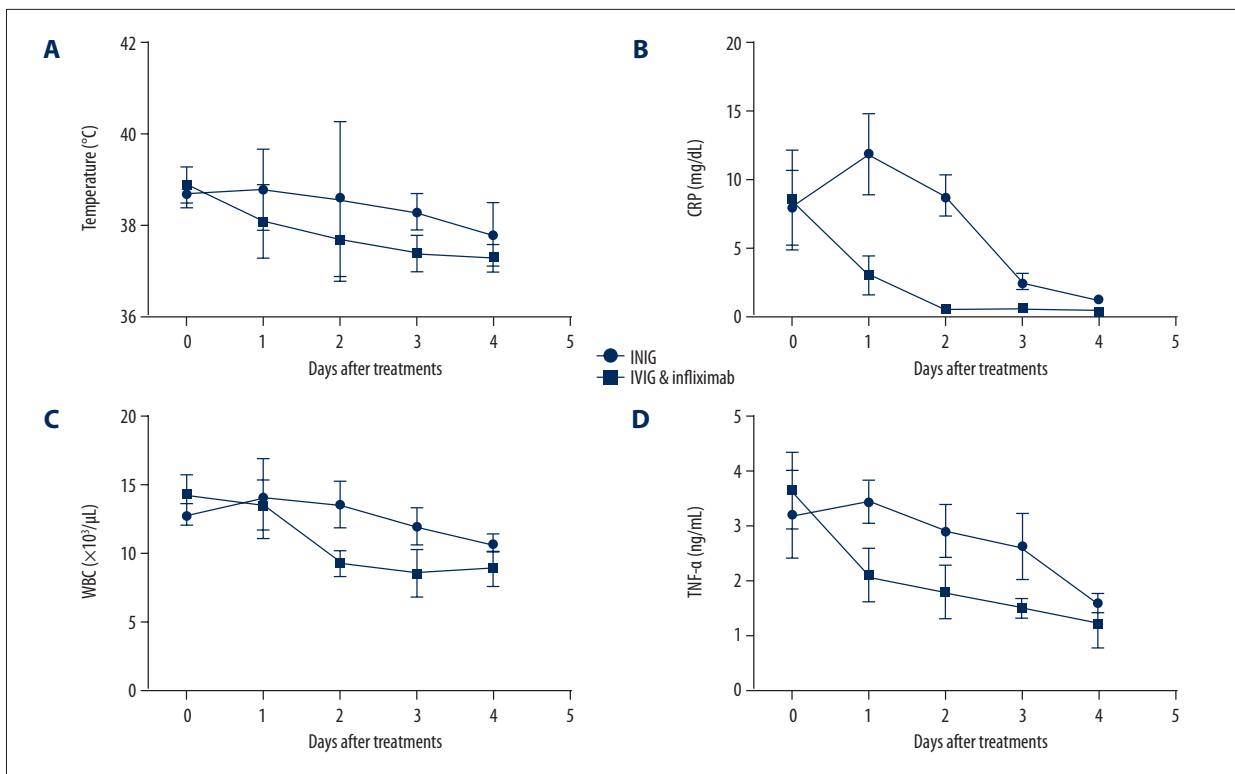 A
42
40
38
36
Temperature (°C)
0 1 2 3 4 5
Days after treatments
B
20
15
10
5
0
CRP (mg/dL)
0 1 2 3 4 5
Days after treatments
INIG
IVIG & infliximab
C
20
15
10
5
0
WBC (×10³/μL)
0 1 2 3 4 5
Days after treatments
D
5
4
3
2
1
0
TNF-α (ng/mL)
0 1 2 3 4 5
Days after treatments